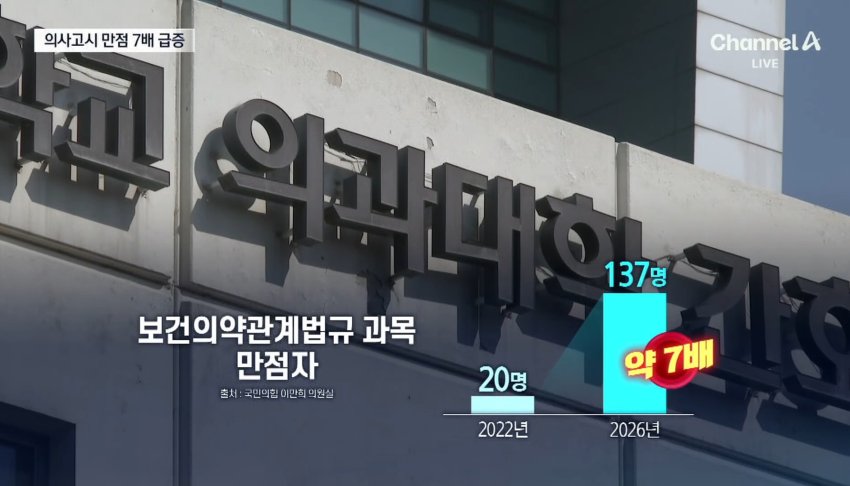 의사고시 만점 7배 급증
Channel A
LIVE
학교 의과대학 간호
137명
보건의약관계법규 과목
만점자
약 7배
20명
출처 : 국민의힘 이만희 의원실
2022년
2026년